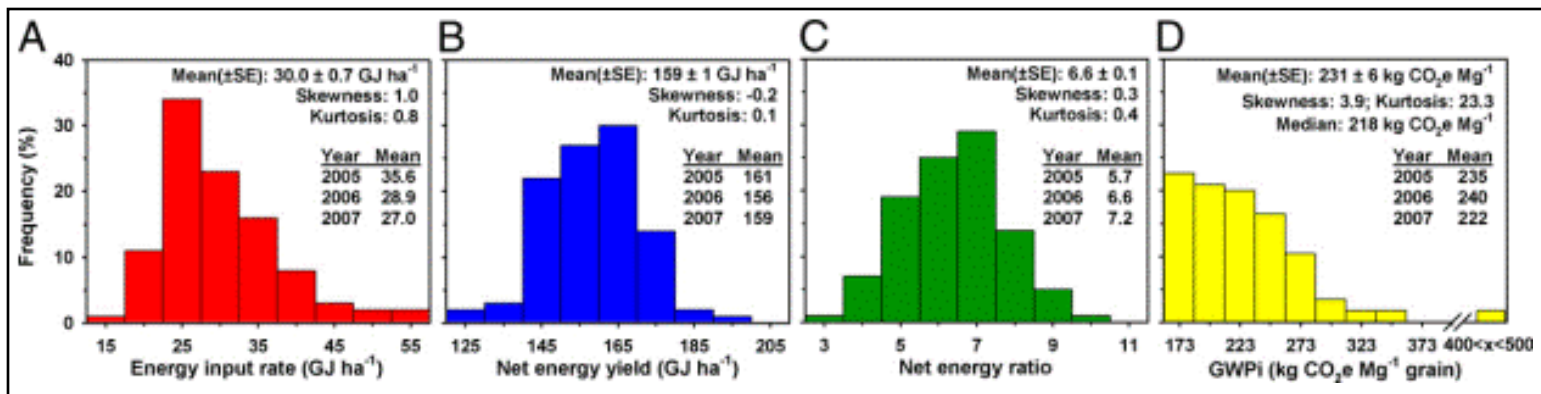 A
Mean(±SE): 30.0 ± 0.7 GJ ha⁻¹
Skewness: 1.0
Kurtosis: 0.8
Year Mean
2005 35.6
2006 28.9
2007 27.0
Frequency (%)
40
30
20
10
0
15 25 35 45 55
Energy input rate (GJ ha⁻¹)
B
Mean(±SE): 159 ± 1 GJ ha⁻¹
Skewness: -0.2
Kurtosis: 0.1
Year Mean
2005 161
2006 156
2007 159
125 145 165 185 205
Net energy yield (GJ ha⁻¹)
C
Mean(±SE): 6.6 ± 0.1
Skewness: 0.3
Kurtosis: 0.4
Year Mean
2005 5.7
2006 6.6
2007 7.2
3 5 7 9 11
Net energy ratio
D
Mean(±SE): 231 ± 6 kg CO₂e Mg⁻¹
Skewness: 3.9; Kurtosis: 23.3
Median: 218 kg CO₂e Mg⁻¹
Year Mean
2005 235
2006 240
2007 222
173 223 273 323 373 400<x<500
GWPi (kg CO₂e Mg⁻¹ grain)